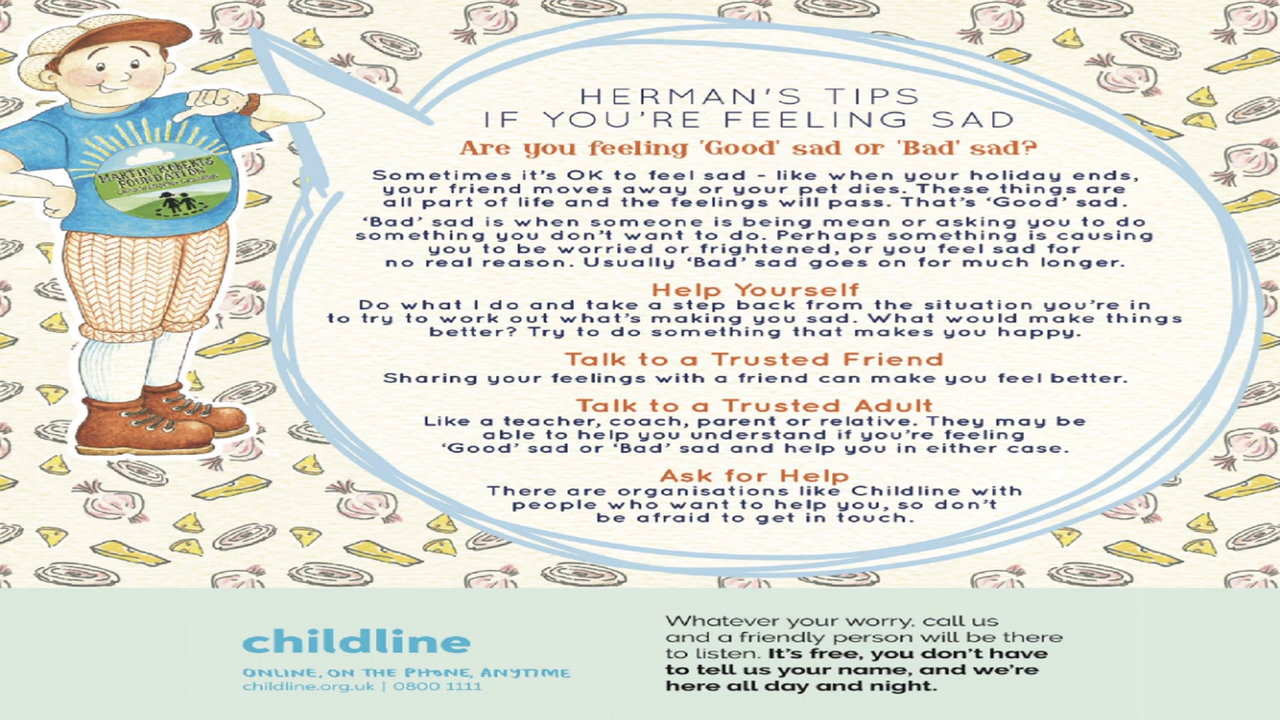 MARTIN ROBERTS
FOUNDATION
HERMAN'S TIPS
IF YOU'RE FEELING SAD
Are you feeling 'Good' sad or 'Bad' sad?
Sometimes it's OK to feel sad - like when your holiday ends,
your friend moves away or your pet dies. These things are
all part of life and the feelings will pass. That's 'Good' sad.
'Bad' sad is when someone is being mean or asking you to do
something you don't want to do. Perhaps something is causing
you to be worried or frightened, or you feel sad for
no real reason. Usually 'Bad' sad goes on for much longer.
Help Yourself
Do what I do and take a step back from the situation you're in
to try to work out what's making you sad. What would make things
better? Try to do something that makes you happy.
Talk to a Trusted Friend
Sharing your feelings with a friend can make you feel better.
Talk to a Trusted Adult
Like a teacher, coach, parent or relative. They may be
able to help you understand if you're feeling
'Good' sad or 'Bad' sad and help you in either case.
Ask for Help
There are organisations like Childline with
people who want to help you, so don't
be afraid to get in touch.
childline
ONLINE, ON THE PHONE, ANYTIME
childline.org.uk | 0800 1111
Whatever your worry, call us
and a friendly person will be there
to listen. It's free, you don't have
to tell us your name, and we're
here all day and night.